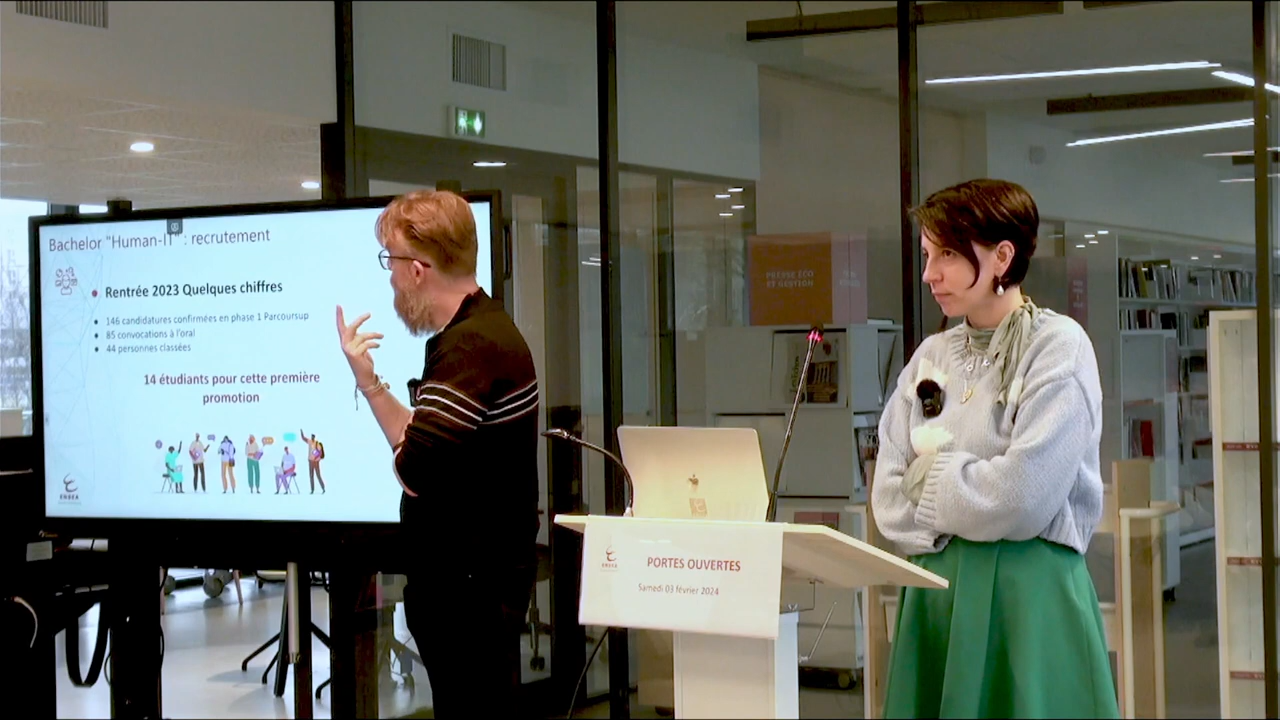 Bachelor "Human-IT" : recrutement
Rentrée 2023 Quelques chiffres
146 candidatures confirmées en phase 1 Parcoursup
85 convocations à l'oral
44 personnes classées
14 étudiants pour cette première
promotion
ENSEA
PRESSE ÉCO
ET GESTION
ENSEA
PORTES OUVERTES
Samedi 03 février 2024